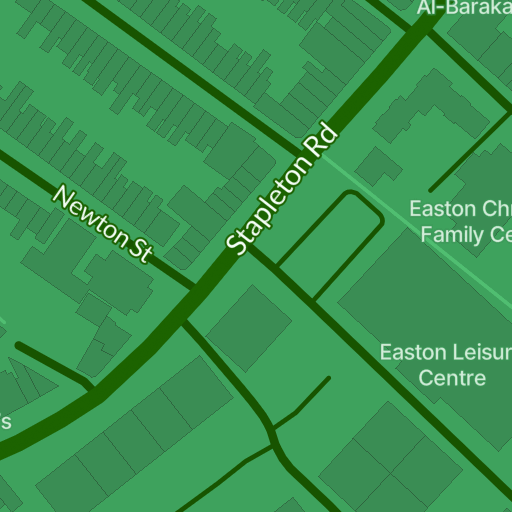 Al-Baraka
Stapleton Rd
Newton St
Easton Chr
Family Ce
Easton Leisur
Centre
's